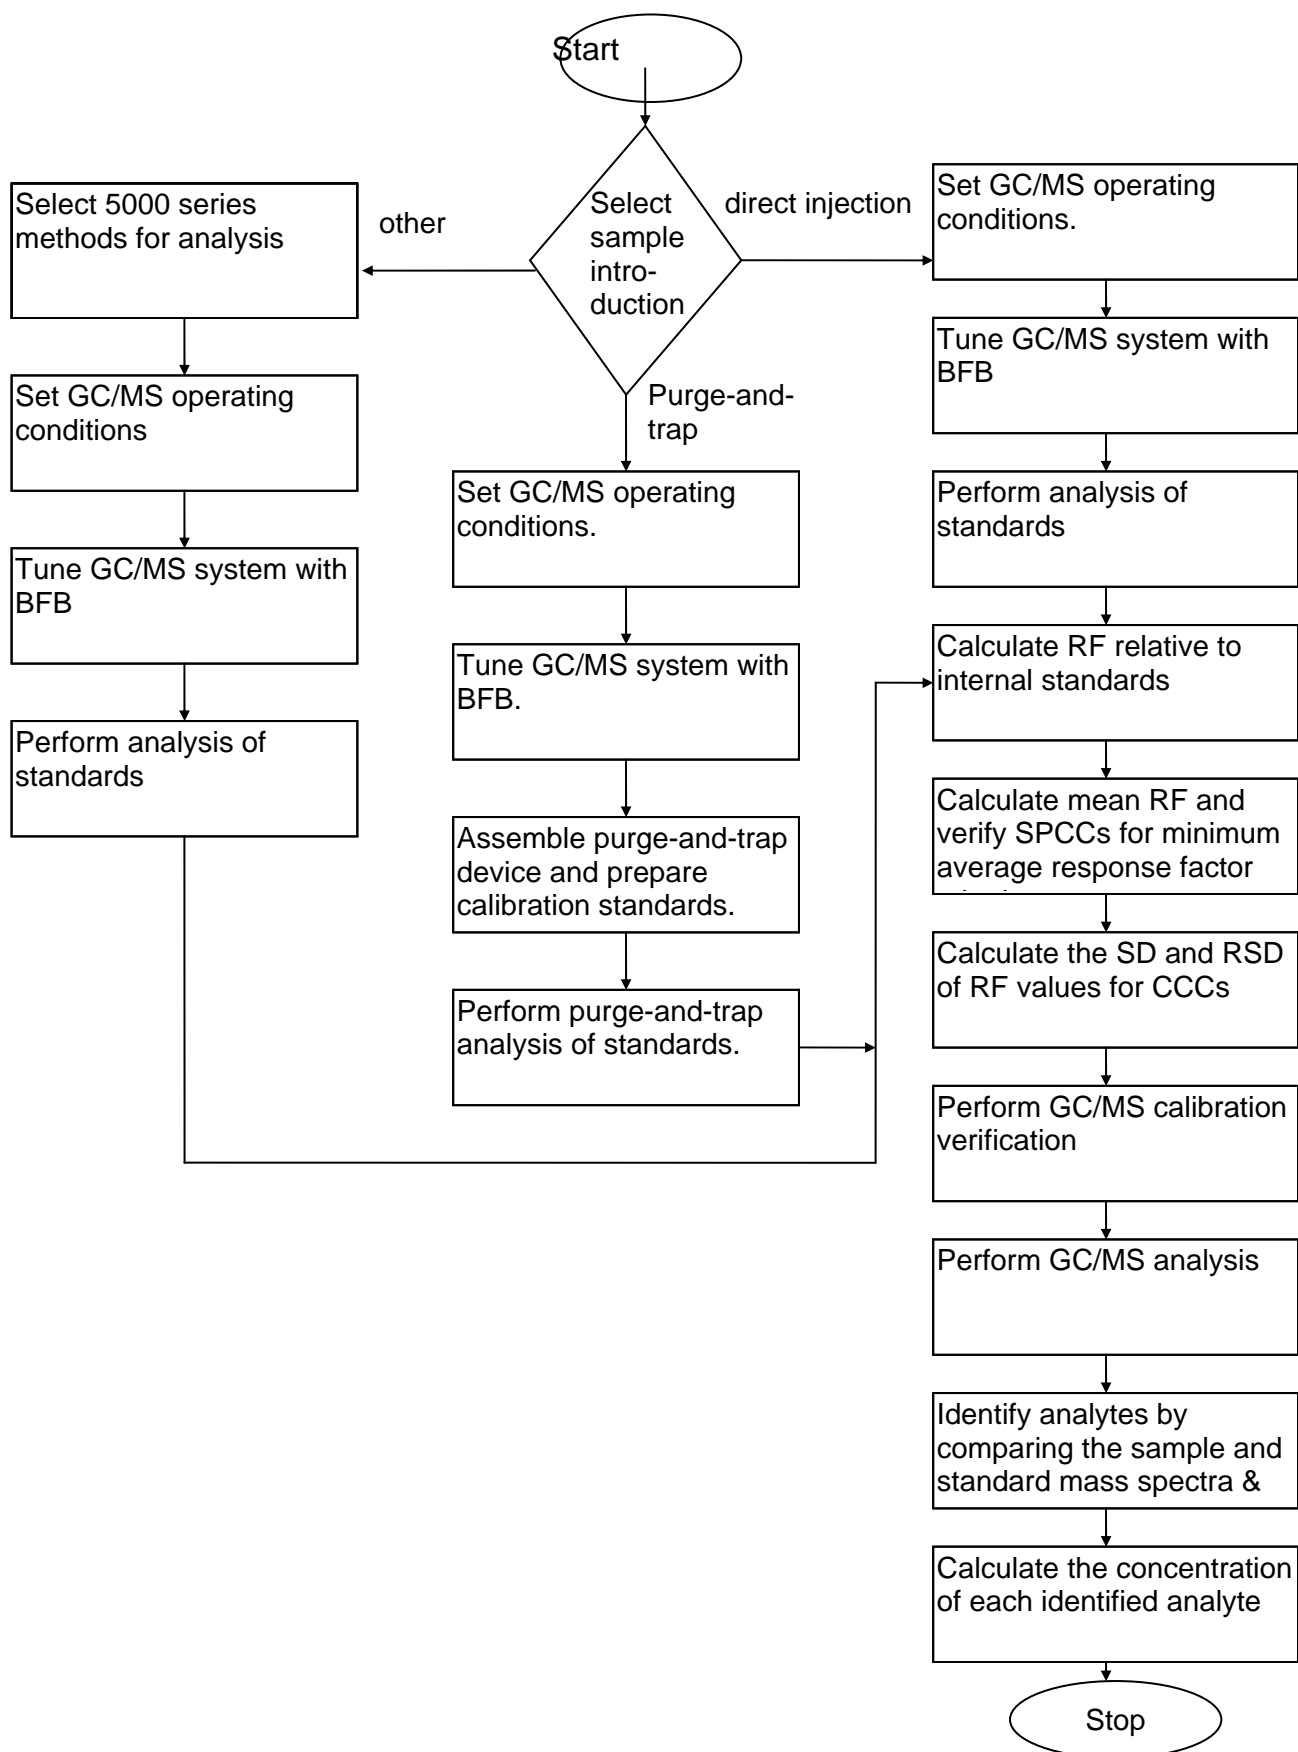 Start
Select
sample
intro-
duction
other
direct injection
Purge-and-
trap
Select 5000 series
methods for analysis
Set GC/MS operating
conditions
Tune GC/MS system with
BFB
Perform analysis of
standards
Set GC/MS operating
conditions.
Tune GC/MS system with
BFB.
Assemble purge-and-trap
device and prepare
calibration standards.
Perform purge-and-trap
analysis of standards.
Set GC/MS operating
conditions.
Tune GC/MS system with
BFB
Perform analysis of
standards
Calculate RF relative to
internal standards
Calculate mean RF and
verify SPCCs for minimum
average response factor
Calculate the SD and RSD
of RF values for CCCs
Perform GC/MS calibration
verification
Perform GC/MS analysis
Identify analytes by
comparing the sample and
standard mass spectra &
Calculate the concentration
of each identified analyte
Stop